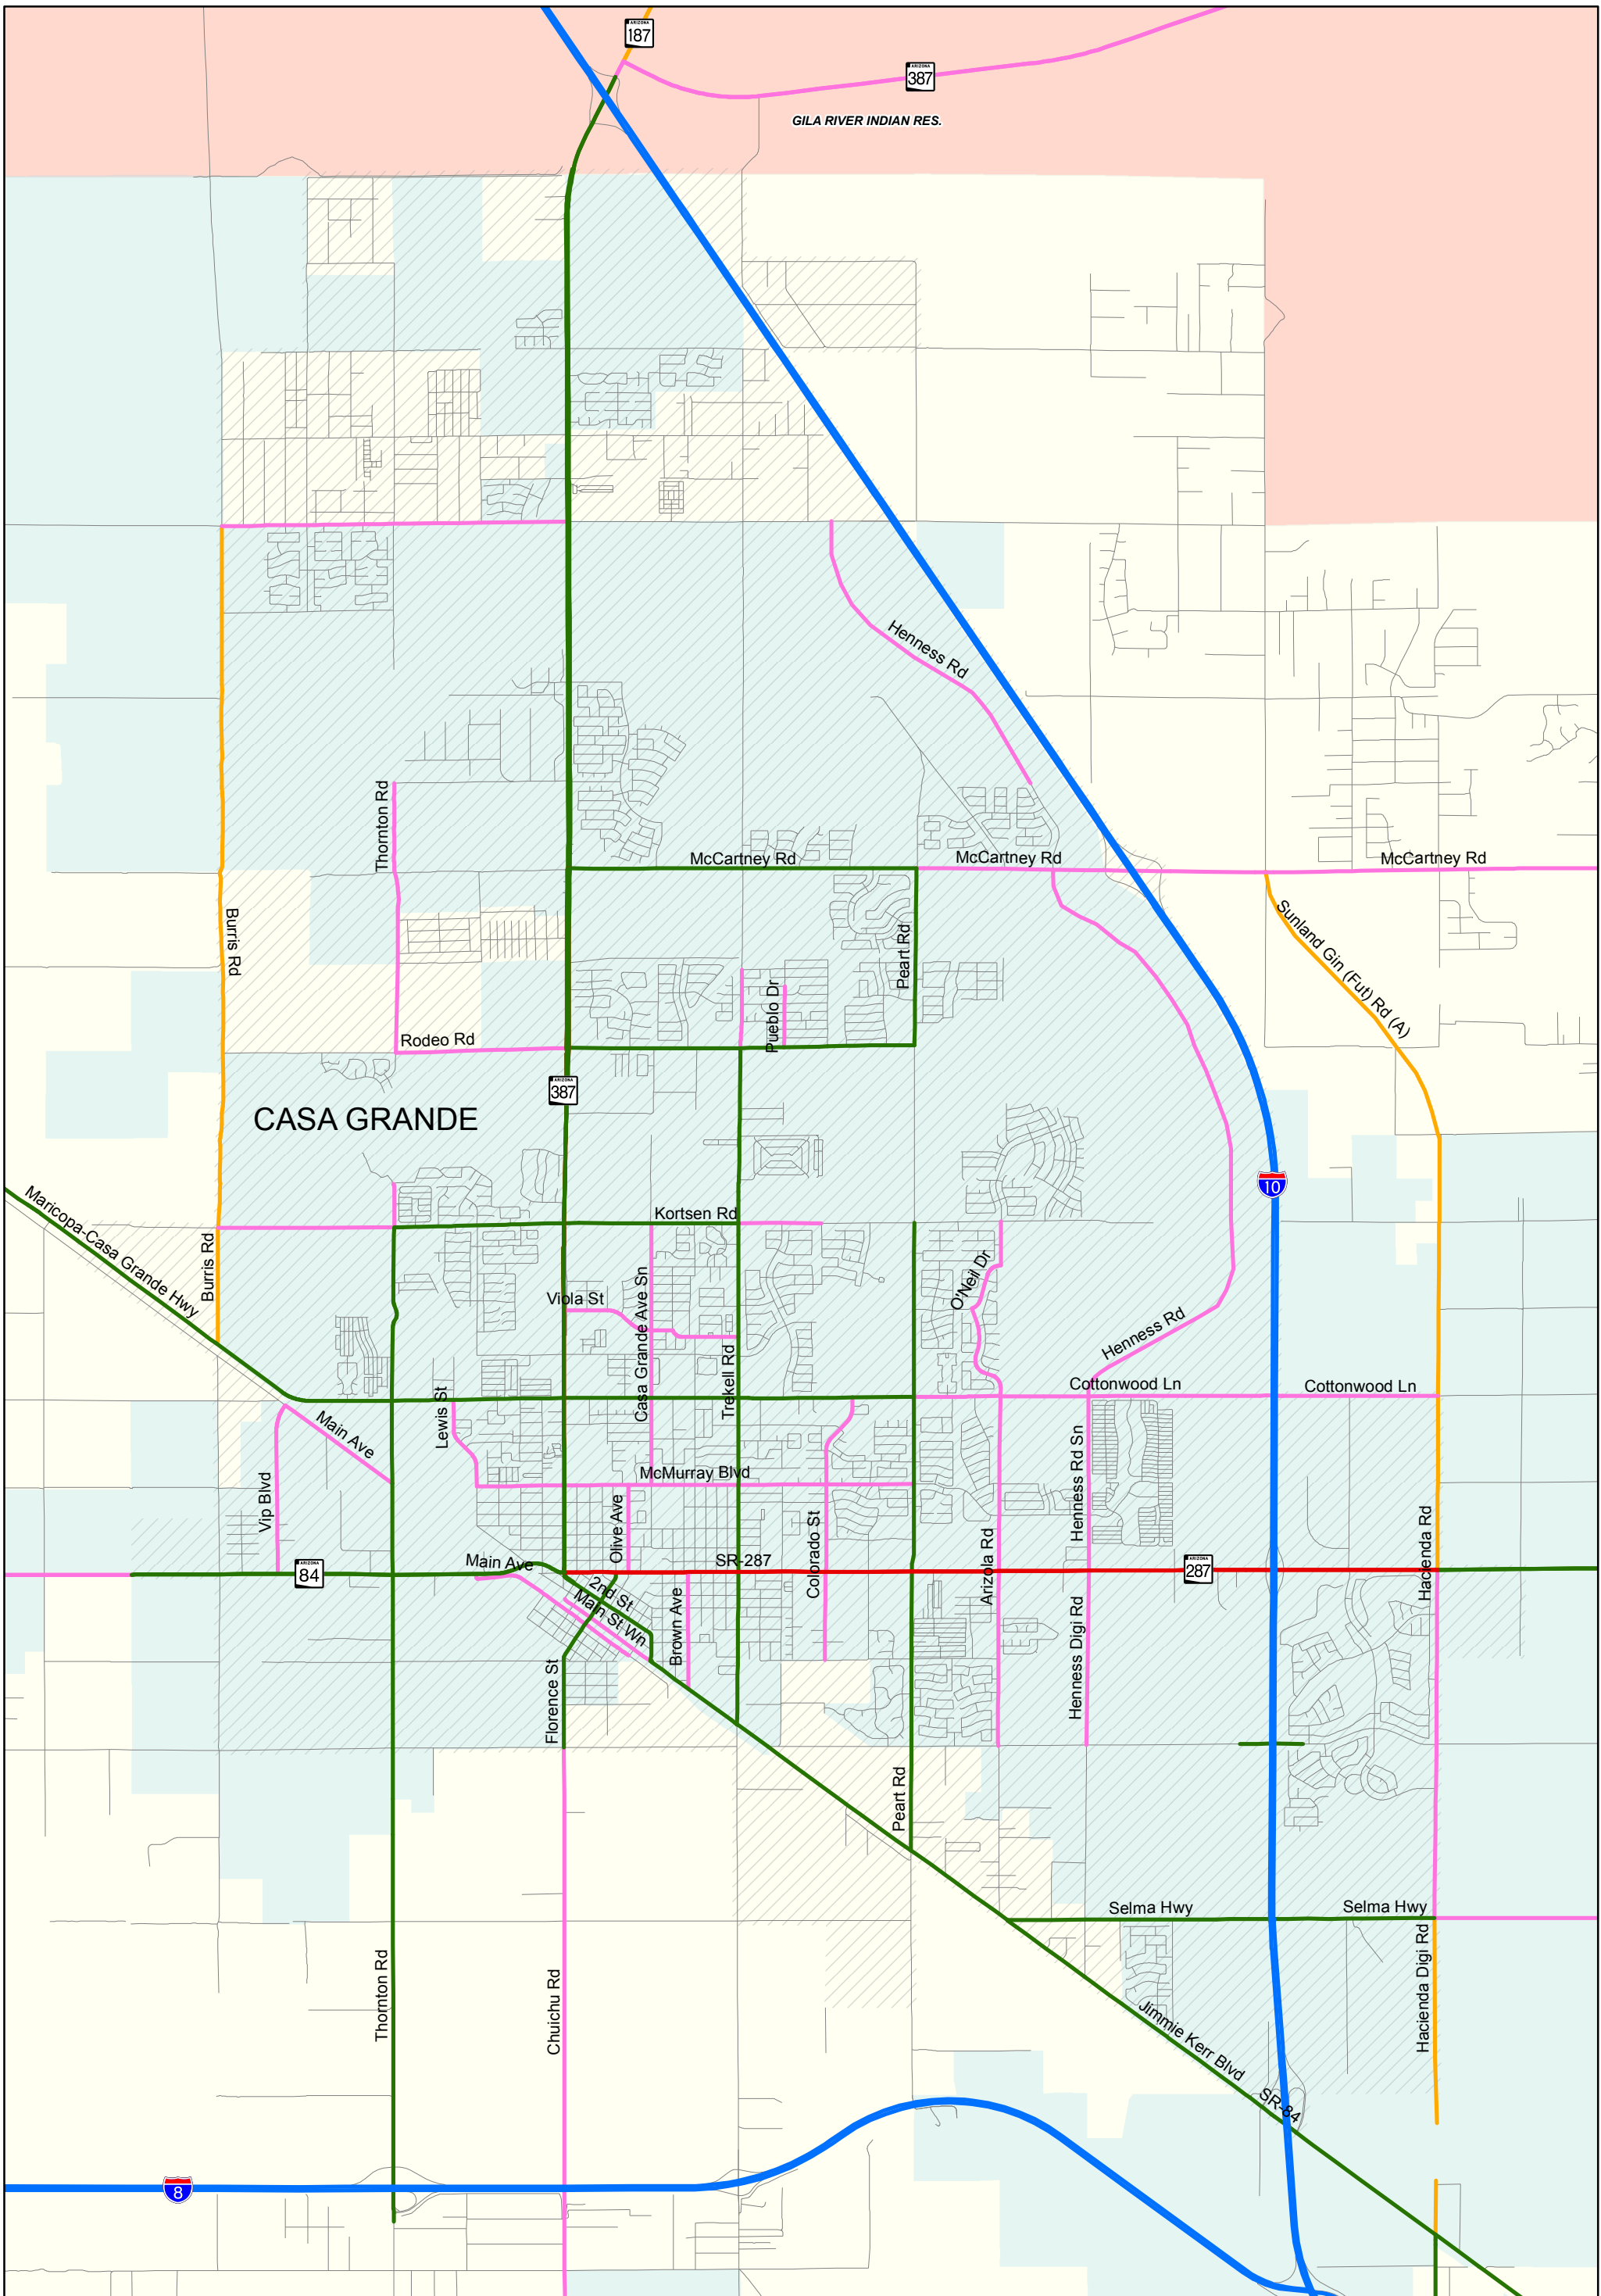 ARIZONA
187
ARIZONA
387
GILA RIVER INDIAN RES.
Henness Rd
Thornton Rd
McCartney Rd
McCartney Rd
McCartney Rd
Burris Rd
Peart Rd
Sunland Gin (Fut) Rd (A)
Pueblo Dr
Rodeo Rd
ARIZONA
387
CASA GRANDE
10
Maricopa-Casa Grande Hwy
Kortsen Rd
Burris Rd
O'Neil Dr
Viola St
Casa Grande Ave Sn
Henness Rd
Trekell Rd
Cottonwood Ln
Cottonwood Ln
Lewis St
Main Ave
McMurray Blvd
Vip Blvd
Henness Rd Sn
Olive Ave
Colorado St
Arizola Rd
Hacienda Rd
Main Ave
SR-287
ARIZONA
84
ARIZONA
287
2nd St
Main St Wn
Brown Ave
Henness Digi Rd
Florence St
Peart Rd
Selma Hwy
Selma Hwy
Thornton Rd
Chuichu Rd
Hacienda Digi Rd
Jimmie Kerr Blvd
SR-84
8